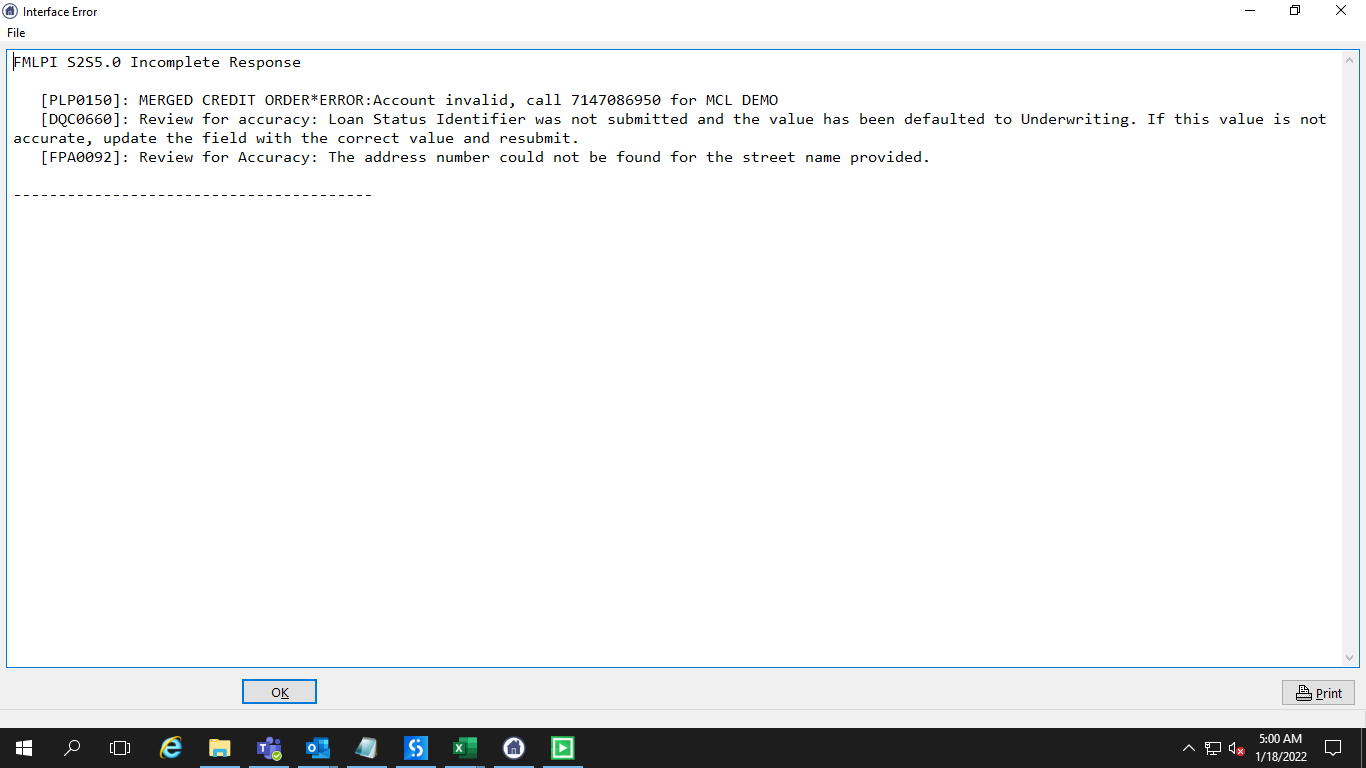 Interface Error
File
FMLPI S2S5.0 Incomplete Response
[PLP0150]: MERGED CREDIT ORDER*ERROR:Account invalid, call 7147086950 for MCL DEMO
[DQC0660]: Review for accuracy: Loan Status Identifier was not submitted and the value has been defaulted to Underwriting. If this value is not
accurate, update the field with the correct value and resubmit.
[FPA0092]: Review for Accuracy: The address number could not be found for the street name provided.
----------------------------------------
OK
Print
5:00 AM
1/18/2022